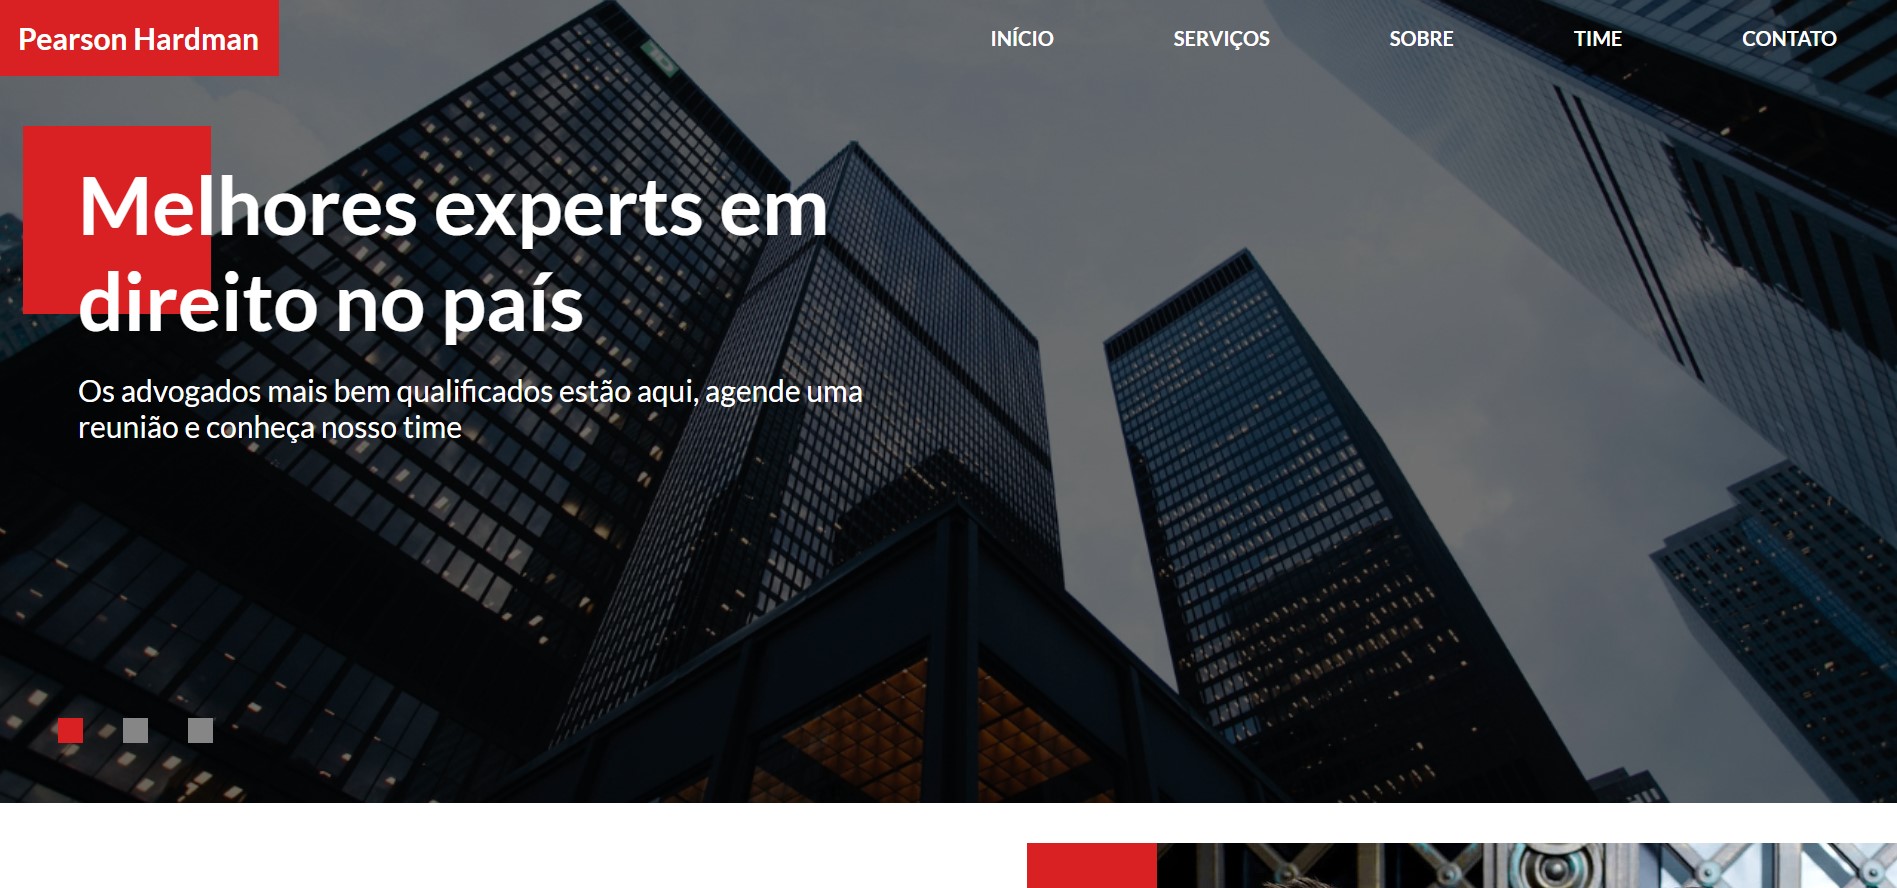 Pearson Hardman
INÍCIO
SERVIÇOS
SOBRE
TIME
CONTATO
Melhores experts em
direito no país
Os advogados mais bem qualificados estão aqui, agende uma
reunião e conheça nosso time